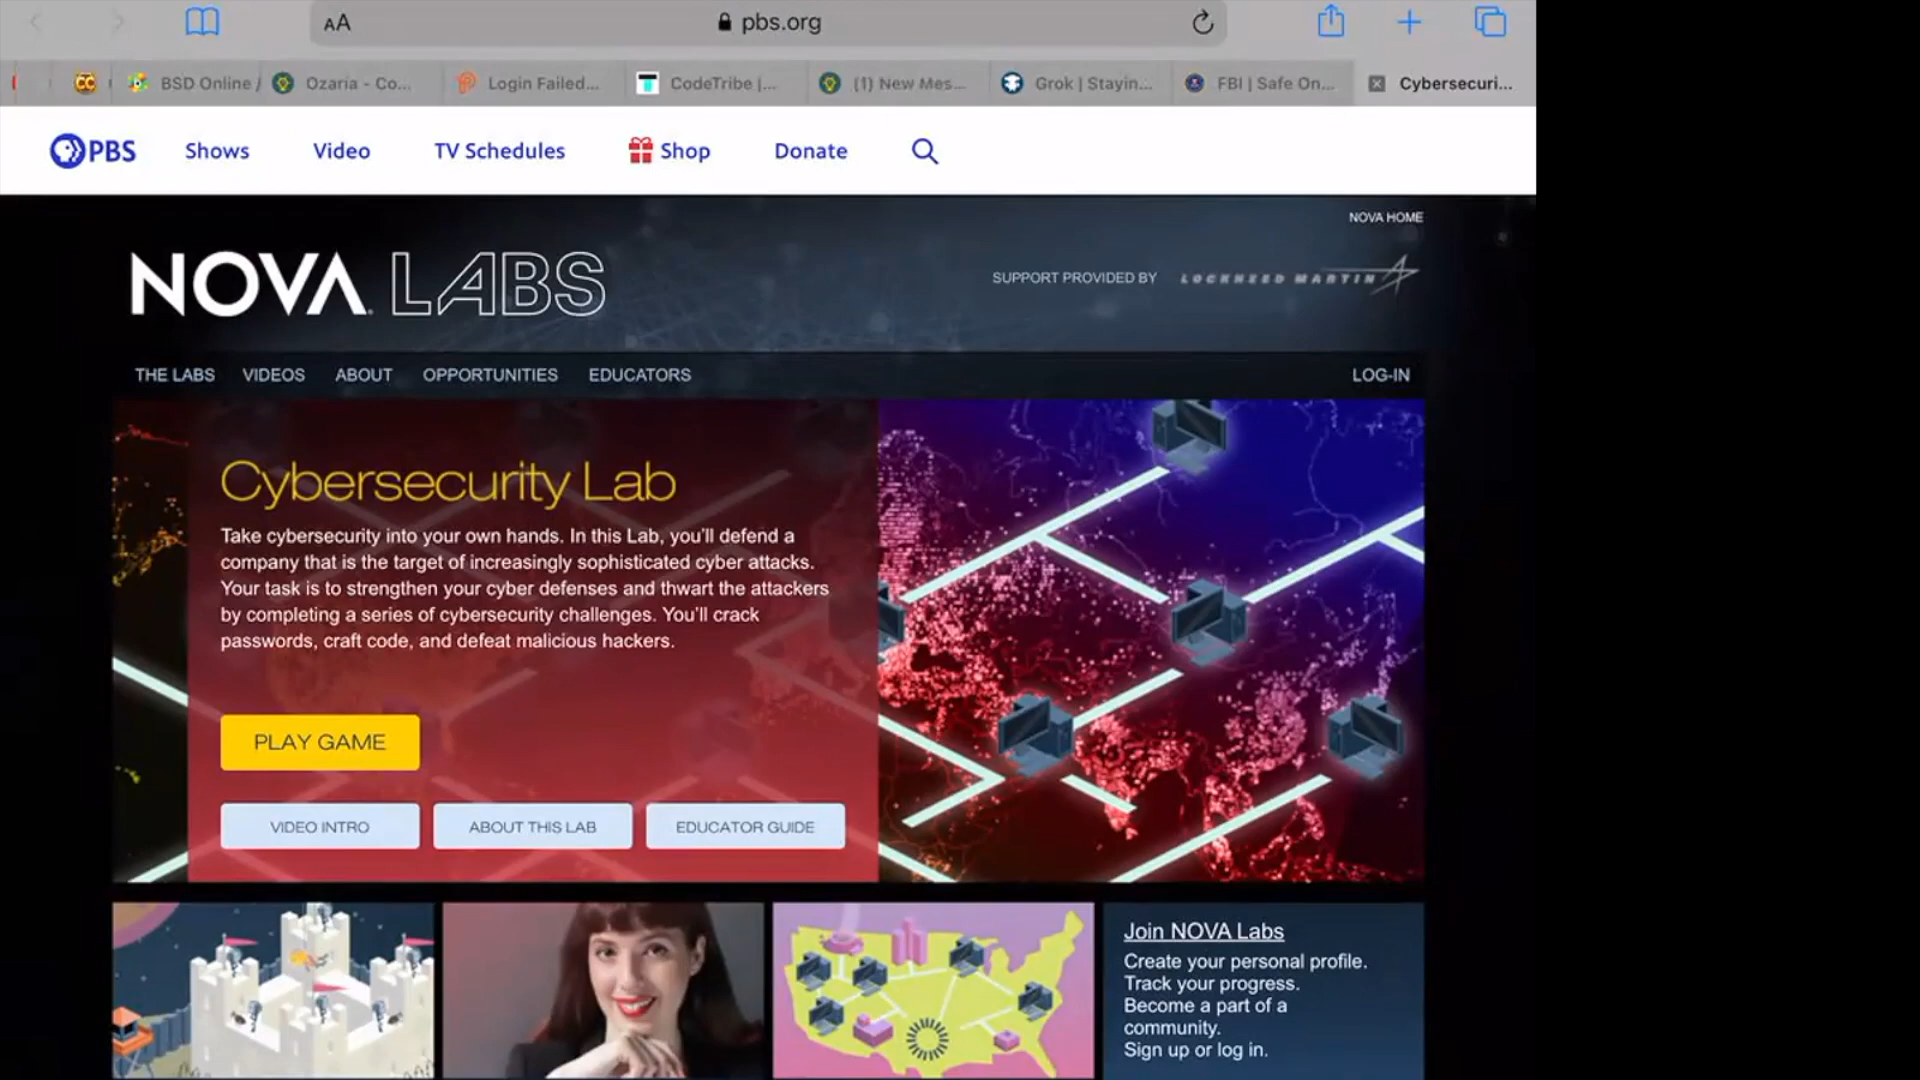 AA
pbs.org
BSD Online /
Ozaria - Co...
Login Failed...
CodeTribe |...
(1) New Mes...
Grok | Stayin...
FBI | Safe On...
Cybersecuri...
PBS
Shows
Video
TV Schedules
Shop
Donate
NOVA HOME
NOVA LABS
SUPPORT PROVIDED BY
LOCKHEED MARTIN
THE LABS
VIDEOS
ABOUT
OPPORTUNITIES
EDUCATORS
LOG-IN
Cybersecurity Lab
Take cybersecurity into your own hands. In this Lab, you'll defend a
company that is the target of increasingly sophisticated cyber attacks.
Your task is to strengthen your cyber defenses and thwart the attackers
by completing a series of cybersecurity challenges. You'll crack
passwords, craft code, and defeat malicious hackers.
PLAY GAME
VIDEO INTRO
ABOUT THIS LAB
EDUCATOR GUIDE
Join NOVA Labs
Create your personal profile.
Track your progress.
Become a part of a
community.
Sign up or log in.